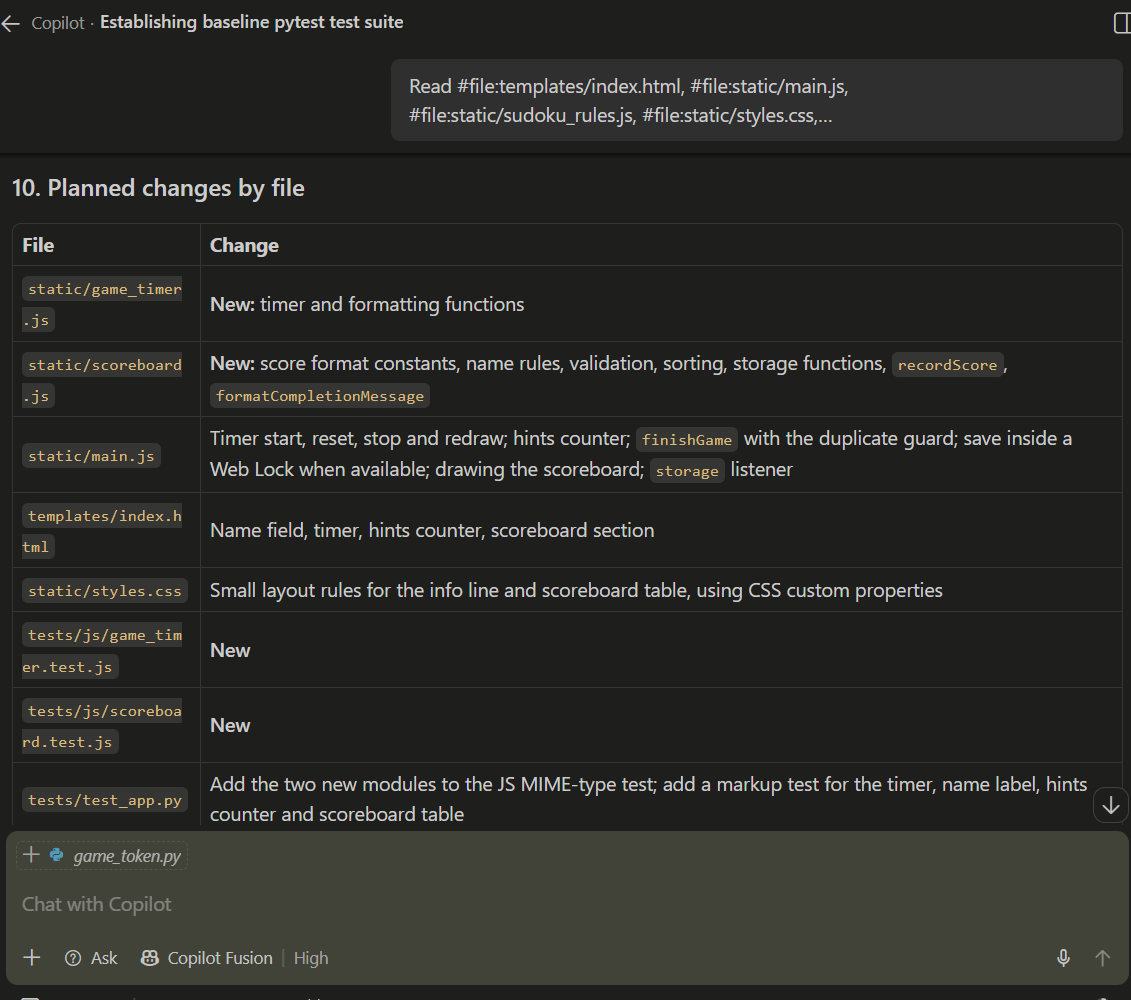 Copilot · Establishing baseline pytest test suite
Read #file:templates/index.html, #file:static/main.js,
#file:static/sudoku_rules.js, #file:static/styles.css,...
10. Planned changes by file
File Change
static/game_timer
.js
New: timer and formatting functions
static/scoreboard
.js
New: score format constants, name rules, validation, sorting, storage functions, recordScore,
formatCompletionMessage
static/main.js
Timer start, reset, stop and redraw; hints counter; finishGame with the duplicate guard; save inside a
Web Lock when available; drawing the scoreboard; storage listener
templates/index.h
tml
Name field, timer, hints counter, scoreboard section
static/styles.css
Small layout rules for the info line and scoreboard table, using CSS custom properties
tests/js/game_tim
er.test.js
New
tests/js/scoreboa
rd.test.js
New
tests/test_app.py
Add the two new modules to the JS MIME-type test; add a markup test for the timer, name label, hints
counter and scoreboard table
game_token.py
Chat with Copilot
Ask Copilot Fusion | High